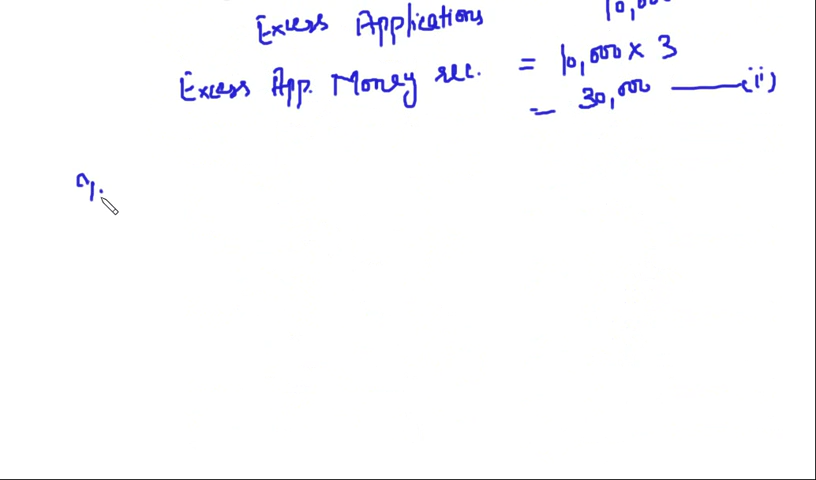 Excess Applications 10,000
Excess App. Money rec. = 10,000 x 3
= 30,000 ——(ii)